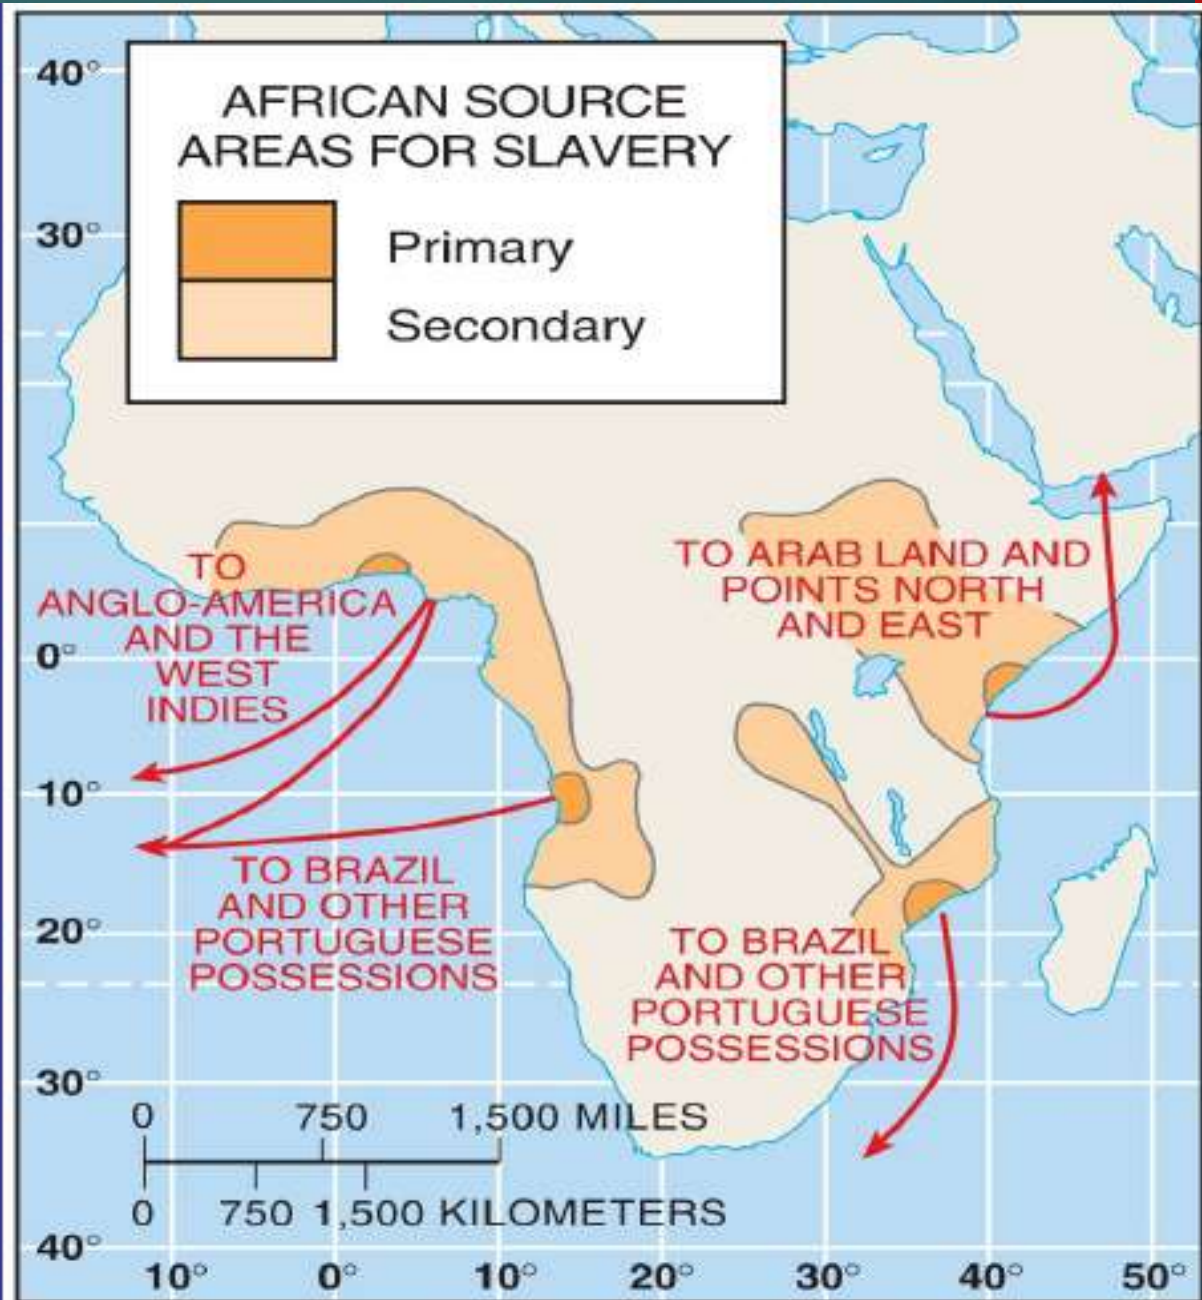 AFRICAN SOURCE
AREAS FOR SLAVERY
Primary
Secondary
40°
30°
TO
ANGLO-AMERICA
AND THE
WEST
INDIES
TO ARAB LAND AND
POINTS NORTH
AND EAST
0°
10°
TO BRAZIL
AND OTHER
PORTUGUESE
POSSESSIONS
20°
TO BRAZIL
AND OTHER
PORTUGUESE
POSSESSIONS
30°
0 750 1,500 MILES
0 750 1,500 KILOMETERS
40°
10° 0° 10° 20° 30° 40° 50°